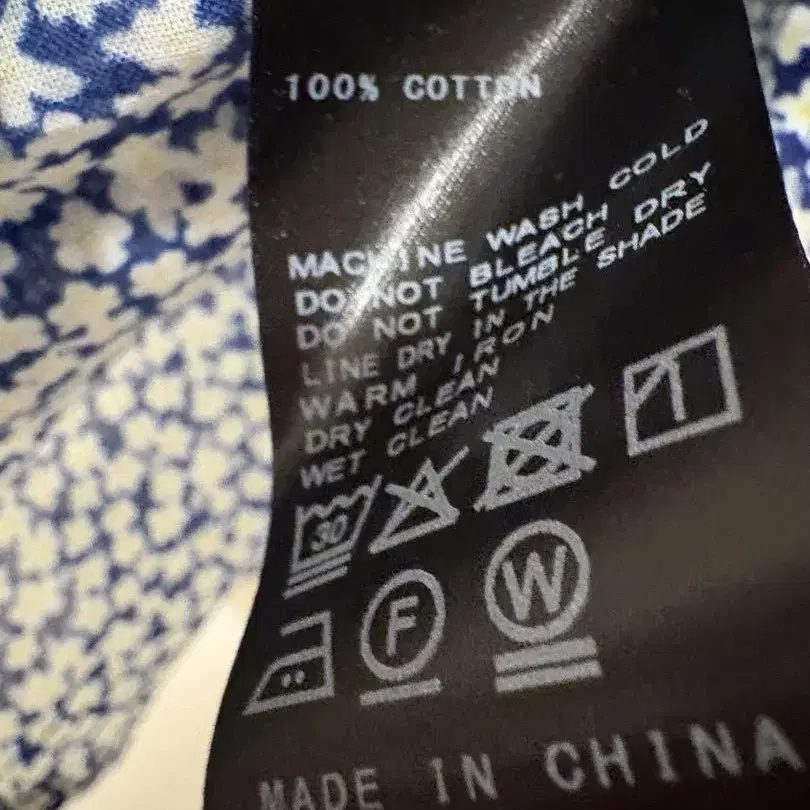 100% COTTON
MACHINE WASH COLD
DO NOT BLEACH
DO NOT TUMBLE DRY
LINE DRY IN THE SHADE
WARM IRON
DRY CLEAN
WET CLEAN
30
F
W
MADE IN CHINA